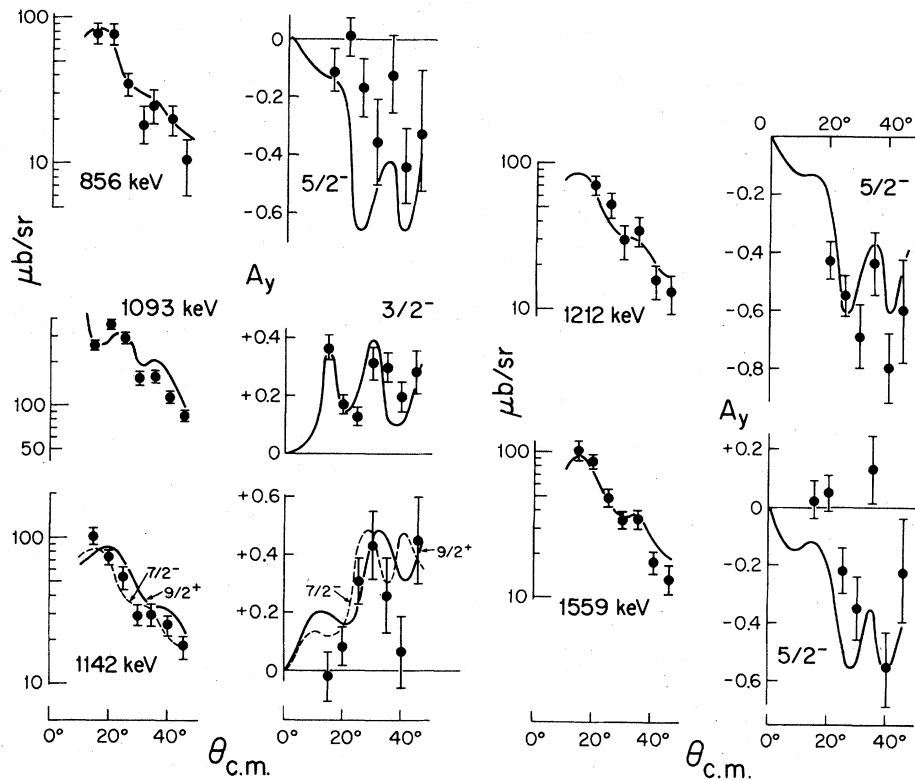 100
10
856 keV
μb/sr
0
-0.2
-0.4
-0.6
5/2⁻
A_y
1093 keV
100
50
3/2⁻
+0.4
+0.2
0
100
10
7/2⁻
9/2⁺
1142 keV
+0.6
+0.4
+0.2
0
7/2⁻
9/2⁺
0° 20° 40°
0° 20° 40°
θ_c.m.
100
10
1212 keV
μb/sr
0 20° 40°
-0.2
-0.4
-0.6
-0.8
5/2⁻
A_y
100
10
1559 keV
+0.2
0
-0.2
-0.4
-0.6
5/2⁻
0° 20° 40°
0° 20° 40°
θ_c.m.